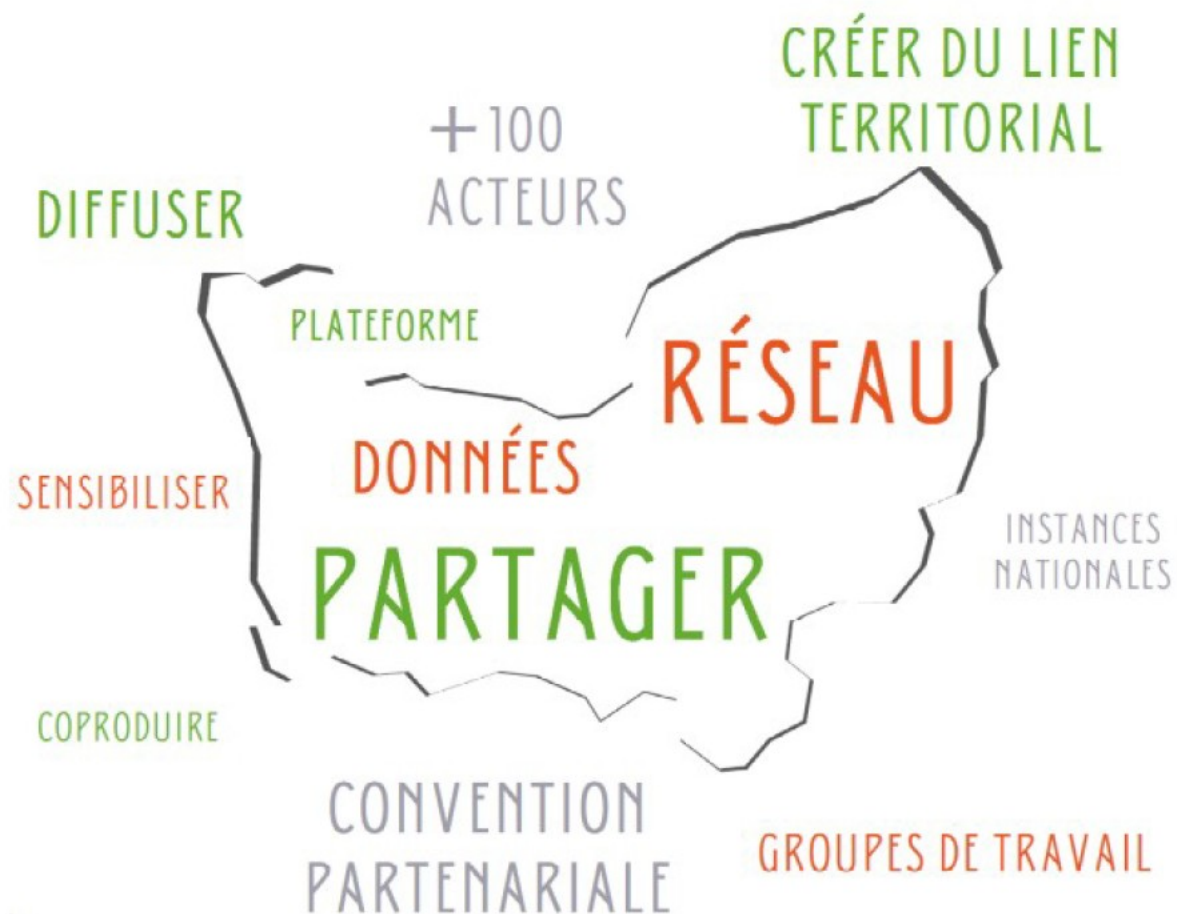 CRÉER DU LIEN
TERRITORIAL
+100
ACTEURS
DIFFUSER
PLATEFORME
RÉSEAU
DONNÉES
SENSIBILISER
INSTANCES
NATIONALES
PARTAGER
COPRODUIRE
CONVENTION
PARTENARIALE
GROUPES DE TRAVAIL